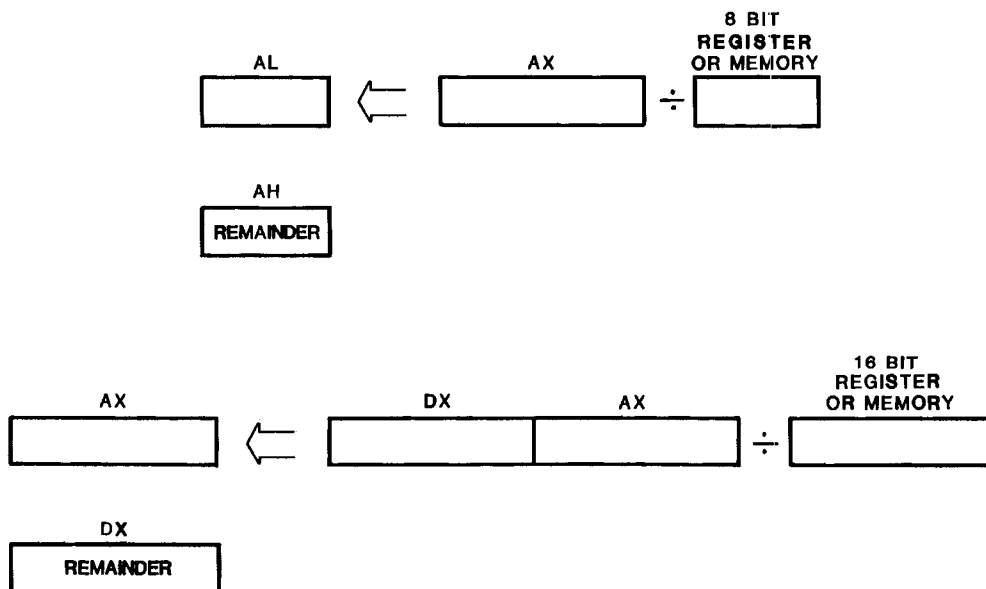 8 BIT
REGISTER
OR MEMORY
AL
AX
÷
AH
REMAINDER
16 BIT
REGISTER
OR MEMORY
AX
DX
AX
÷
DX
REMAINDER